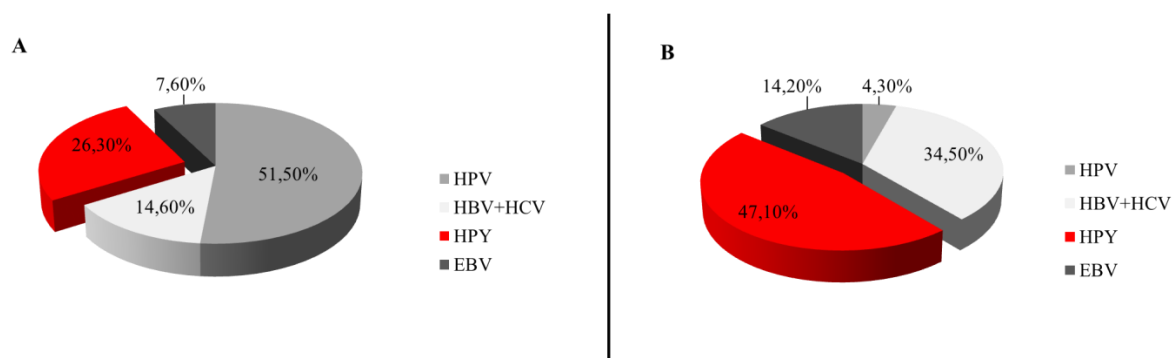 A
7,60%
26,30%
51,50%
14,60%
HPV
HBV+HCV
HPY
EBV
B
14,20%
4,30%
34,50%
47,10%
HPV
HBV+HCV
HPY
EBV